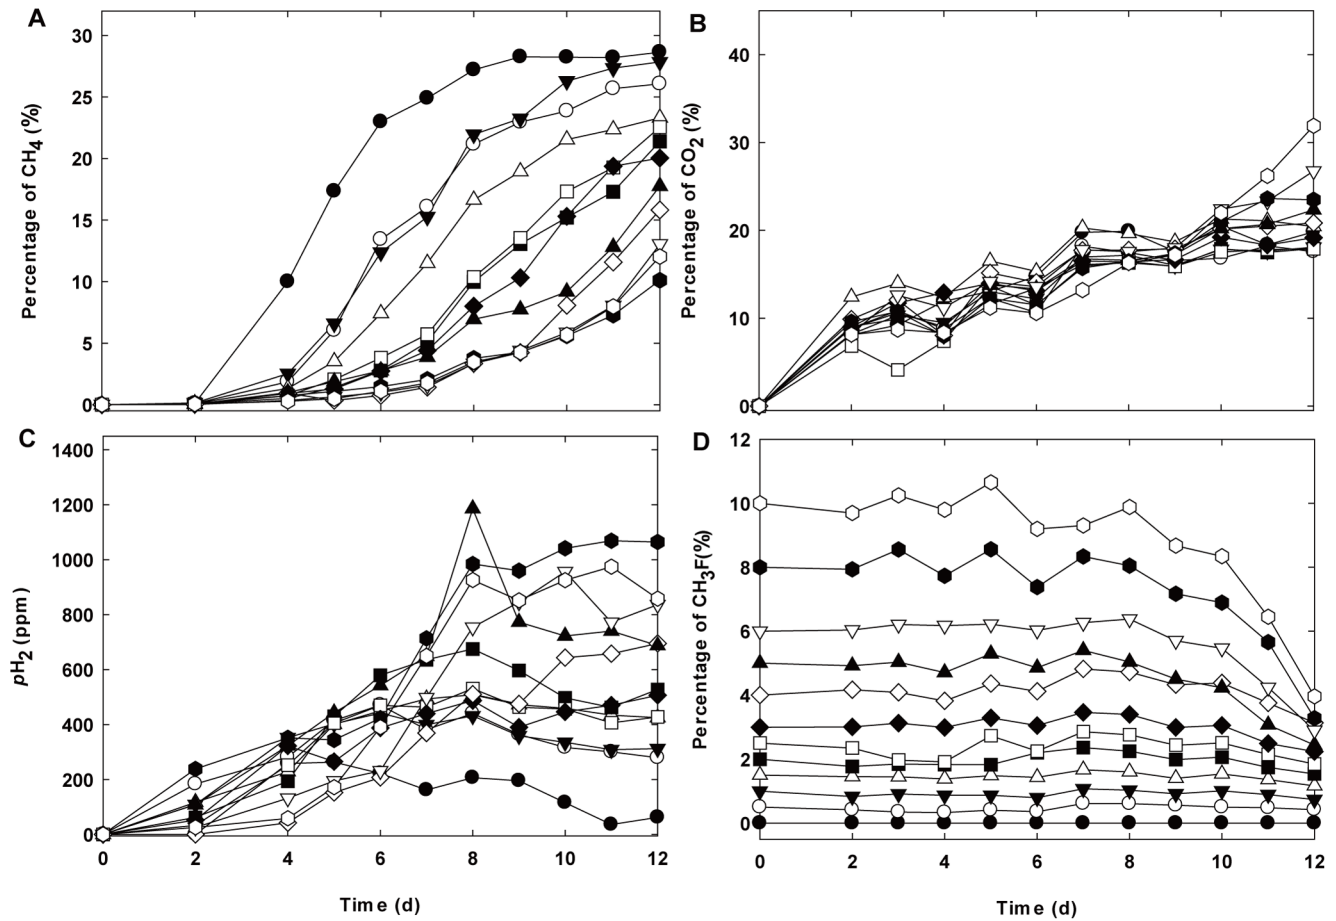 A
Percentage of CH4 (%)
30
25
20
15
10
5
0
B
Percentage of CO2 (%)
40
30
20
10
0
C
pH2 (ppm)
1400
1200
1000
800
600
400
200
0
0 2 4 6 8 10 12
Time (d)
D
Percentage of CH3F(%)
12
10
8
6
4
2
0
0 2 4 6 8 10 12
Time (d)